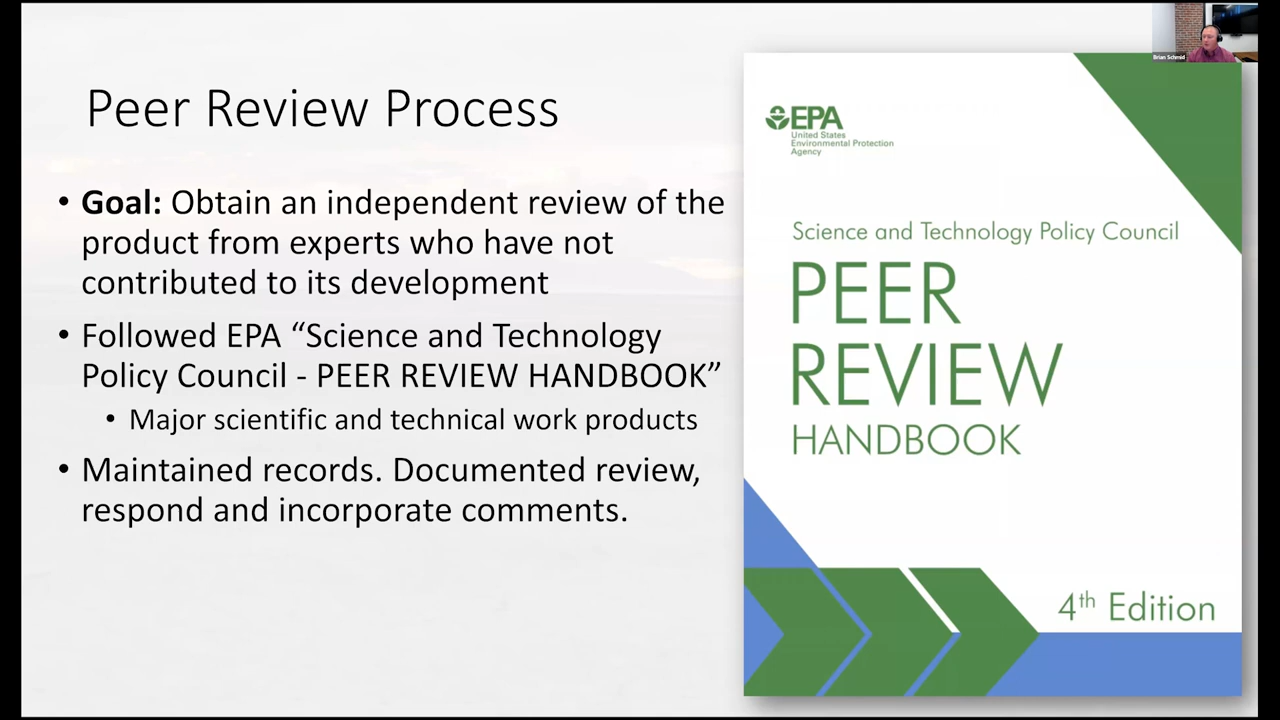 Peer Review Process
• Goal: Obtain an independent review of the
product from experts who have not
contributed to its development
• Followed EPA “Science and Technology
Policy Council - PEER REVIEW HANDBOOK”
• Major scientific and technical work products
• Maintained records. Documented review,
respond and incorporate comments.
Brian Schmid
EPA
United States
Environmental Protection
Agency
Science and Technology Policy Council
PEER
REVIEW
HANDBOOK
4th Edition